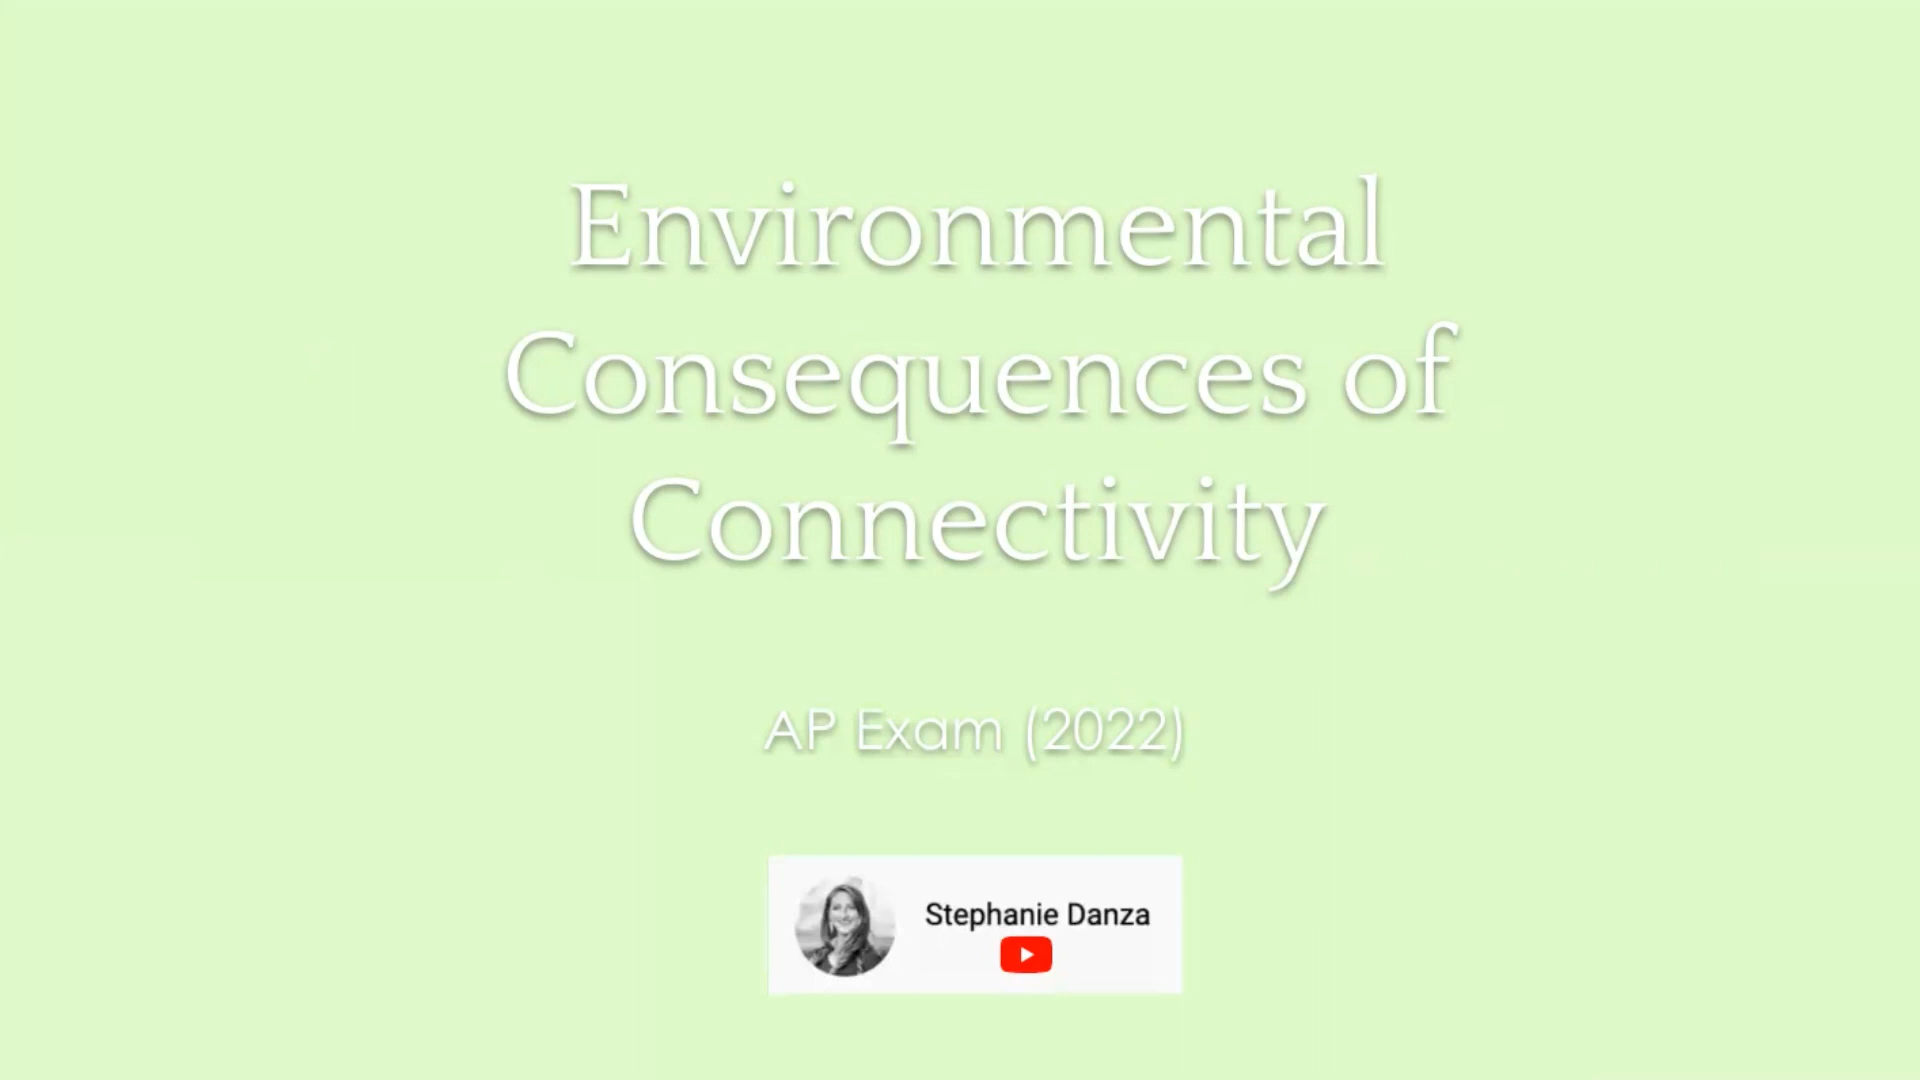 Environmental
Consequences of
Connectivity
AP Exam (2022)
Stephanie Danza